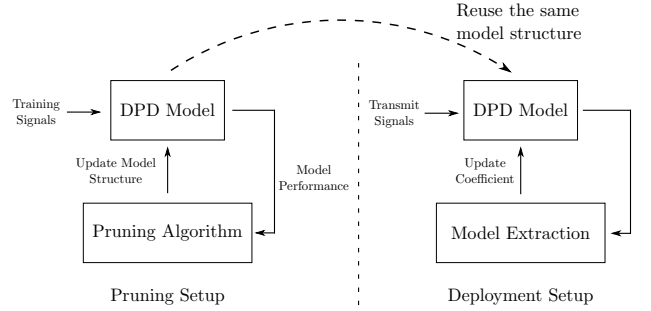 Reuse the same
model structure
Training
Signals
DPD Model
Update Model
Structure
Model
Performance
Pruning Algorithm
Pruning Setup
Transmit
Signals
DPD Model
Update
Coefficient
Model Extraction
Deployment Setup